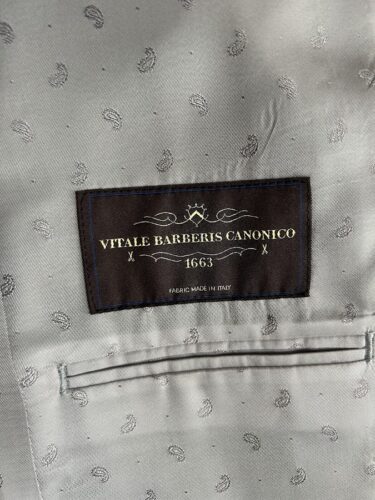 VITALE BARBERIS CANONICO
1663
FABRIC MADE IN ITALY